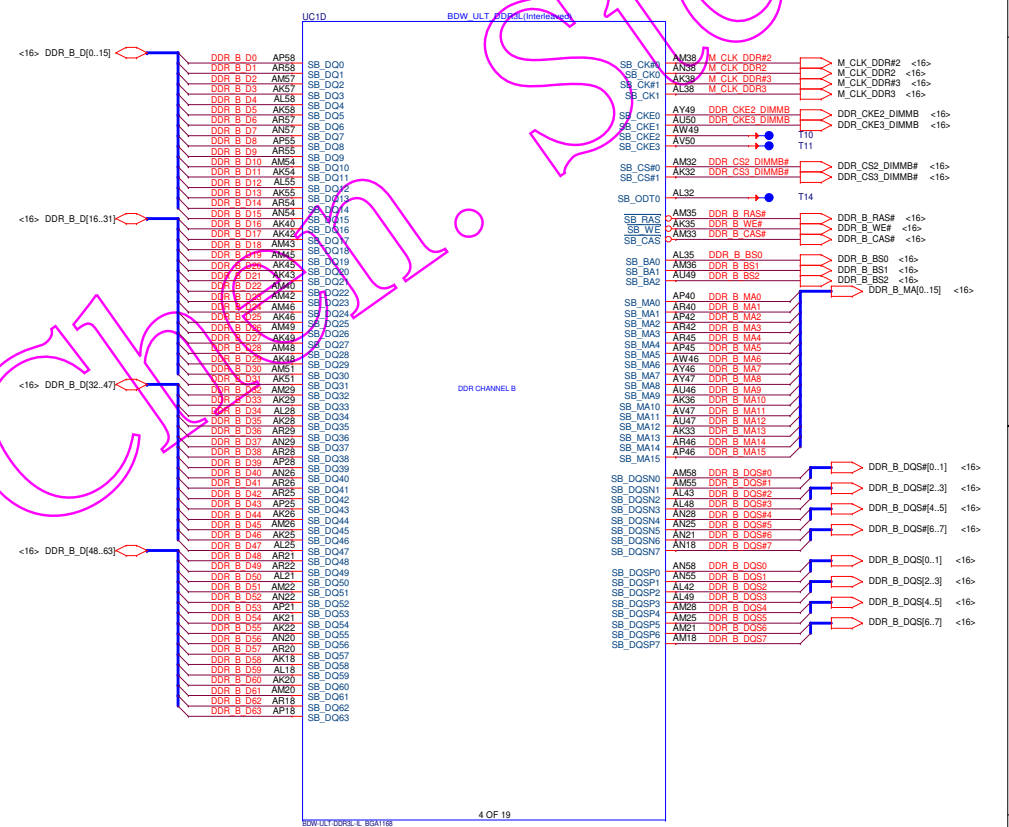 UC1D
BDW_ULT_DDR3L(Interleaved)
<16> DDR_B_D[0..15]
<16> DDR_B_D[16..31]
<16> DDR_B_D[32..47]
<16> DDR_B_D[48..63]
DDR_B_D0 AP58 SB_DQ0
DDR_B_D1 AR58 SB_DQ1
DDR_B_D2 AM57 SB_DQ2
DDR_B_D3 AK57 SB_DQ3
DDR_B_D4 AL58 SB_DQ4
DDR_B_D5 AK58 SB_DQ5
DDR_B_D6 AR57 SB_DQ6
DDR_B_D7 AN57 SB_DQ7
DDR_B_D8 AP55 SB_DQ8
DDR_B_D9 AR55 SB_DQ9
DDR_B_D10 AM54 SB_DQ10
DDR_B_D11 AK54 SB_DQ11
DDR_B_D12 AL55 SB_DQ12
DDR_B_D13 AK55 SB_DQ13
DDR_B_D14 AR54 SB_DQ14
DDR_B_D15 AN54 SB_DQ15
DDR_B_D16 AK40 SB_DQ16
DDR_B_D17 AK42 SB_DQ17
DDR_B_D18 AM43 SB_DQ18
DDR_B_D19 AM45 SB_DQ19
DDR_B_D20 AK45 SB_DQ20
DDR_B_D21 AK43 SB_DQ21
DDR_B_D22 AM40 SB_DQ22
DDR_B_D23 AM42 SB_DQ23
DDR_B_D24 AM46 SB_DQ24
DDR_B_D25 AK46 SB_DQ25
DDR_B_D26 AM49 SB_DQ26
DDR_B_D27 AK49 SB_DQ27
DDR_B_D28 AM48 SB_DQ28
DDR_B_D29 AK48 SB_DQ29
DDR_B_D30 AM51 SB_DQ30
DDR_B_D31 AK51 SB_DQ31
DDR_B_D32 AM29 SB_DQ32
DDR_B_D33 AK29 SB_DQ33
DDR_B_D34 AL28 SB_DQ34
DDR_B_D35 AK28 SB_DQ35
DDR_B_D36 AR29 SB_DQ36
DDR_B_D37 AN29 SB_DQ37
DDR_B_D38 AR28 SB_DQ38
DDR_B_D39 AP28 SB_DQ39
DDR_B_D40 AN26 SB_DQ40
DDR_B_D41 AR26 SB_DQ41
DDR_B_D42 AR25 SB_DQ42
DDR_B_D43 AP25 SB_DQ43
DDR_B_D44 AK26 SB_DQ44
DDR_B_D45 AM26 SB_DQ45
DDR_B_D46 AK25 SB_DQ46
DDR_B_D47 AL25 SB_DQ47
DDR_B_D48 AR21 SB_DQ48
DDR_B_D49 AR22 SB_DQ49
DDR_B_D50 AL21 SB_DQ50
DDR_B_D51 AM22 SB_DQ51
DDR_B_D52 AN22 SB_DQ52
DDR_B_D53 AP21 SB_DQ53
DDR_B_D54 AK21 SB_DQ54
DDR_B_D55 AK22 SB_DQ55
DDR_B_D56 AN20 SB_DQ56
DDR_B_D57 AR20 SB_DQ57
DDR_B_D58 AK18 SB_DQ58
DDR_B_D59 AL18 SB_DQ59
DDR_B_D60 AK20 SB_DQ60
DDR_B_D61 AM20 SB_DQ61
DDR_B_D62 AR18 SB_DQ62
DDR_B_D63 AP18 SB_DQ63
DDR CHANNEL B
SB_CK#0 AM38 M_CLK_DDR#2 M_CLK_DDR#2 <16>
SB_CK0 AN38 M_CLK_DDR2 M_CLK_DDR2 <16>
SB_CK#1 AK38 M_CLK_DDR#3 M_CLK_DDR#3 <16>
SB_CK1 AL38 M_CLK_DDR3 M_CLK_DDR3 <16>
SB_CKE0 AY49 DDR_CKE2_DIMMB DDR_CKE2_DIMMB <16>
SB_CKE1 AU50 DDR_CKE3_DIMMB DDR_CKE3_DIMMB <16>
SB_CKE2 AW49 T10
SB_CKE3 AV50 T11
SB_CS#0 AM32 DDR_CS2_DIMMB# DDR_CS2_DIMMB# <16>
SB_CS#1 AK32 DDR_CS3_DIMMB# DDR_CS3_DIMMB# <16>
SB_ODT0 AL32 T14
SB_RAS AM35 DDR_B_RAS# DDR_B_RAS# <16>
SB_WE AK35 DDR_B_WE# DDR_B_WE# <16>
SB_CAS AM33 DDR_B_CAS# DDR_B_CAS# <16>
SB_BA0 AL35 DDR_B_BS0 DDR_B_BS0 <16>
SB_BA1 AM36 DDR_B_BS1 DDR_B_BS1 <16>
SB_BA2 AU49 DDR_B_BS2 DDR_B_BS2 <16>
DDR_B_MA[0..15] <16>
SB_MA0 AP40 DDR_B_MA0
SB_MA1 AR40 DDR_B_MA1
SB_MA2 AP42 DDR_B_MA2
SB_MA3 AR42 DDR_B_MA3
SB_MA4 AR45 DDR_B_MA4
SB_MA5 AP45 DDR_B_MA5
SB_MA6 AW46 DDR_B_MA6
SB_MA7 AY46 DDR_B_MA7
SB_MA8 AY47 DDR_B_MA8
SB_MA9 AU46 DDR_B_MA9
SB_MA10 AK36 DDR_B_MA10
SB_MA11 AV47 DDR_B_MA11
SB_MA12 AU47 DDR_B_MA12
SB_MA13 AK33 DDR_B_MA13
SB_MA14 AR46 DDR_B_MA14
SB_MA15 AP46 DDR_B_MA15
SB_DQSN0 AM58 DDR_B_DQS#0 DDR_B_DQS#[0..1] <16>
SB_DQSN1 AM55 DDR_B_DQS#1
SB_DQSN2 AL43 DDR_B_DQS#2 DDR_B_DQS#[2..3] <16>
SB_DQSN3 AL48 DDR_B_DQS#3
SB_DQSN4 AN28 DDR_B_DQS#4 DDR_B_DQS#[4..5] <16>
SB_DQSN5 AN25 DDR_B_DQS#5
SB_DQSN6 AN21 DDR_B_DQS#6 DDR_B_DQS#[6..7] <16>
SB_DQSN7 AN18 DDR_B_DQS#7
SB_DQSP0 AN58 DDR_B_DQS0 DDR_B_DQS[0..1] <16>
SB_DQSP1 AN55 DDR_B_DQS1
SB_DQSP2 AL42 DDR_B_DQS2 DDR_B_DQS[2..3] <16>
SB_DQSP3 AL49 DDR_B_DQS3
SB_DQSP4 AM28 DDR_B_DQS4 DDR_B_DQS[4..5] <16>
SB_DQSP5 AM25 DDR_B_DQS5
SB_DQSP6 AM21 DDR_B_DQS6 DDR_B_DQS[6..7] <16>
SB_DQSP7 AM18 DDR_B_DQS7
4 OF 19
BDW-ULT-DDR3L-IL_BGA1168